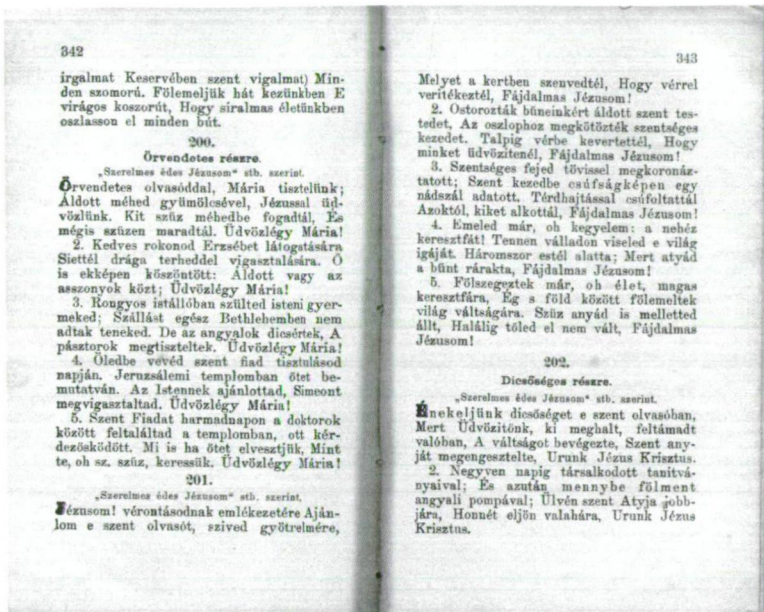 342
irgalmat Keservében szent vigalmat) Min-
den szomorú. Fölemeljük hát kezünkben E
virágos koszorút, Hogy siralmas életünkben
oszlasson el minden bút.
200.
Örvendetes részre.
„Szerelmes édes Jézusom“ stb. szerint.
Örvendetes olvasóddal, Mária tisztelünk;
Áldott méhed gyümölcsével, Jézussal üd-
vözlünk. Kit szűz méhedbe fogadtál, És
mégis szűzen maradtál. Üdvözlégy Mária!
2. Kedves rokonod Erzsébet látogatására
Siettél drága terheddel vigasztalására. Ő
is ekképen köszöntött: Áldott vagy az
asszonyok közt; Üdvözlégy Mária!
3. Rongyos istállóban szülted isteni gyer-
meked; Szállást egész Bethlehemben nem
adtak teneked. De az angyalok dicsértek, A
pásztorok megtiszteltek. Üdvözlégy Mária!
4. Öledbe vevéd szent fiad tisztulásod
napján. Jeruzsálemi templomban őtet be-
mutatván. Az Istennek ajánlottad, Simeont
megvigasztaltad. Üdvözlégy Mária!
5. Szent Fiadat harmadnapon a doktorok
között feltaláltad a templomban, ott kér-
dezősködött. Mi is ha őtet elvesztjük, Mint
te, oh sz. szűz, keressük. Üdvözlégy Mária!
201.
„Szerelmes édes Jézusom“ stb. szerint.
Jézusom! vérontásodnak emlékezetére Aján-
lom e szent olvasót, szived gyötrelmére,
343
Melyet a kertben szenvedtél, Hogy vérrel
veritékeztél, Fájdalmas Jézusom!
2. Ostorozták bűneinkért áldott szent tes-
tedet, Az oszlophoz megkötözték szentséges
kezedet. Talpig vérbe kevertettél, Hogy
minket üdvözitenél, Fájdalmas Jézusom!
3. Szentséges fejed tövissel megkoronáz-
tatott; Szent kezedbe csúfságképen egy
nádszál adatott. Térdhajtással csúfoltattál
Azoktól, kiket alkottál, Fájdalmas Jézusom!
4. Emeled már, oh kegyelem: a nehéz
keresztfát! Tennen válladon viseled e világ
igáját. Háromszor estél alatta; Mert atyád
a bűnt rárakta, Fájdalmas Jézusom!
5. Fölszegeztek már, oh élet, magas
keresztfára, Ég s föld között fölemeltek
világ váltságára. Szűz anyád is melletted
állt, Halálig tőled el nem vált, Fájdalmas
Jézusom!
202.
Dicsőséges részre.
„Szerelmes édes Jézusom“ stb. szerint.
Énekeljünk dicsőséget e szent olvasóban,
Mert Üdvözitőnk, ki meghalt, feltámadt
valóban, A váltságot bevégezte, Szent any-
ját megengesztelte, Urunk Jézus Krisztus.
2. Negyven napig társalkodott tanitvá-
nyaival; És azután mennybe fölment
angyali pompával; Ülvén szent Atyja jobb-
jára, Honnét eljön valahára, Urunk Jézus
Krisztus.